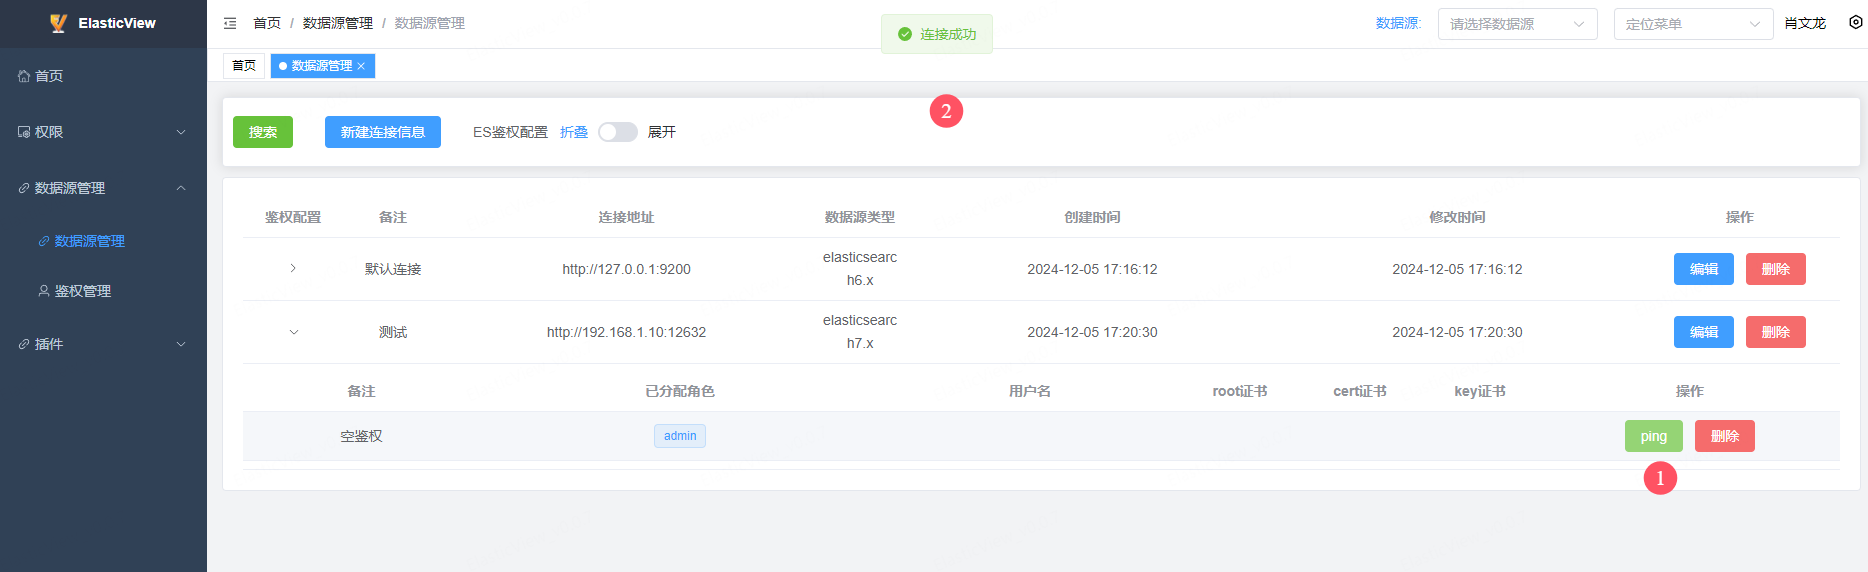 ElasticView
首页 / 数据源管理 / 数据源管理
连接成功
数据源:
请选择数据源
定位菜单
肖文龙
首页
数据源管理
首页
权限
数据源管理
数据源管理
鉴权管理
插件
2
搜索
新建连接信息
ES鉴权配置 折叠 展开
鉴权配置 备注 连接地址 数据源类型 创建时间 修改时间 操作
默认连接 http://127.0.0.1:9200 elasticsearc
h6.x
2024-12-05 17:16:12 2024-12-05 17:16:12 编辑 删除
测试 http://192.168.1.10:12632 elasticsearc
h7.x
2024-12-05 17:20:30 2024-12-05 17:20:30 编辑 删除
备注 已分配角色 用户名 root证书 cert证书 key证书 操作
空鉴权 admin ping 删除
1